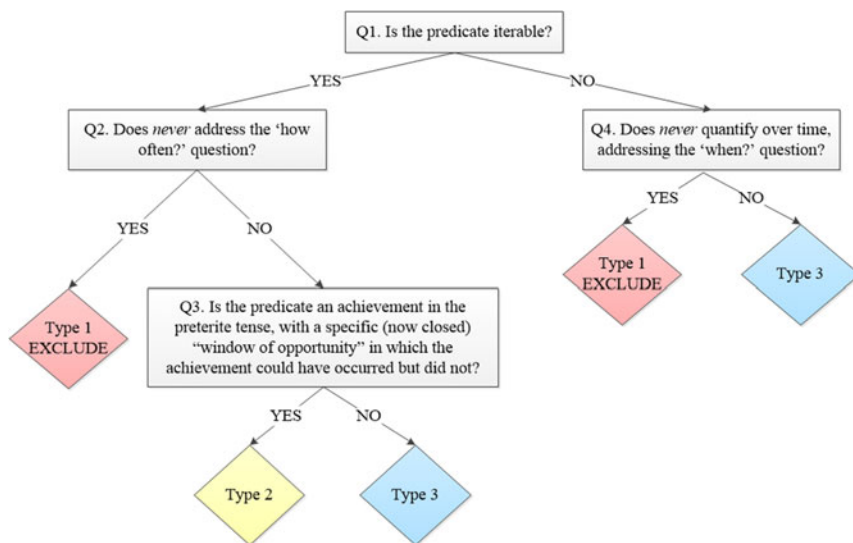 Q1. Is the predicate iterable?
YES
NO
Q2. Does never address the ‘how
often?’ question?
Q4. Does never quantify over time,
addressing the ‘when?’ question?
YES
NO
YES
NO
Type 1
EXCLUDE
Q3. Is the predicate an achievement in the
preterite tense, with a specific (now closed)
“window of opportunity” in which the
achievement could have occurred but did not?
Type 1
EXCLUDE
Type 3
YES
NO
Type 2
Type 3